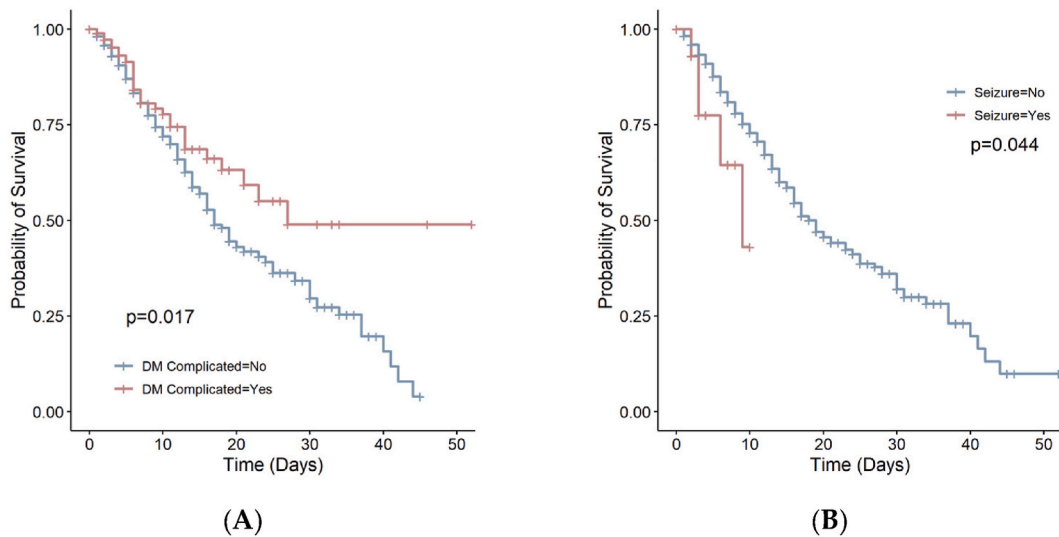 1.00
0.75
0.50
0.25
0.00
Probability of Survival
p=0.017
DM Complicated=No
DM Complicated=Yes
0 10 20 30 40 50
Time (Days)
(A)
1.00
0.75
0.50
0.25
0.00
Probability of Survival
Seizure=No
Seizure=Yes
p=0.044
0 10 20 30 40 50
Time (Days)
(B)